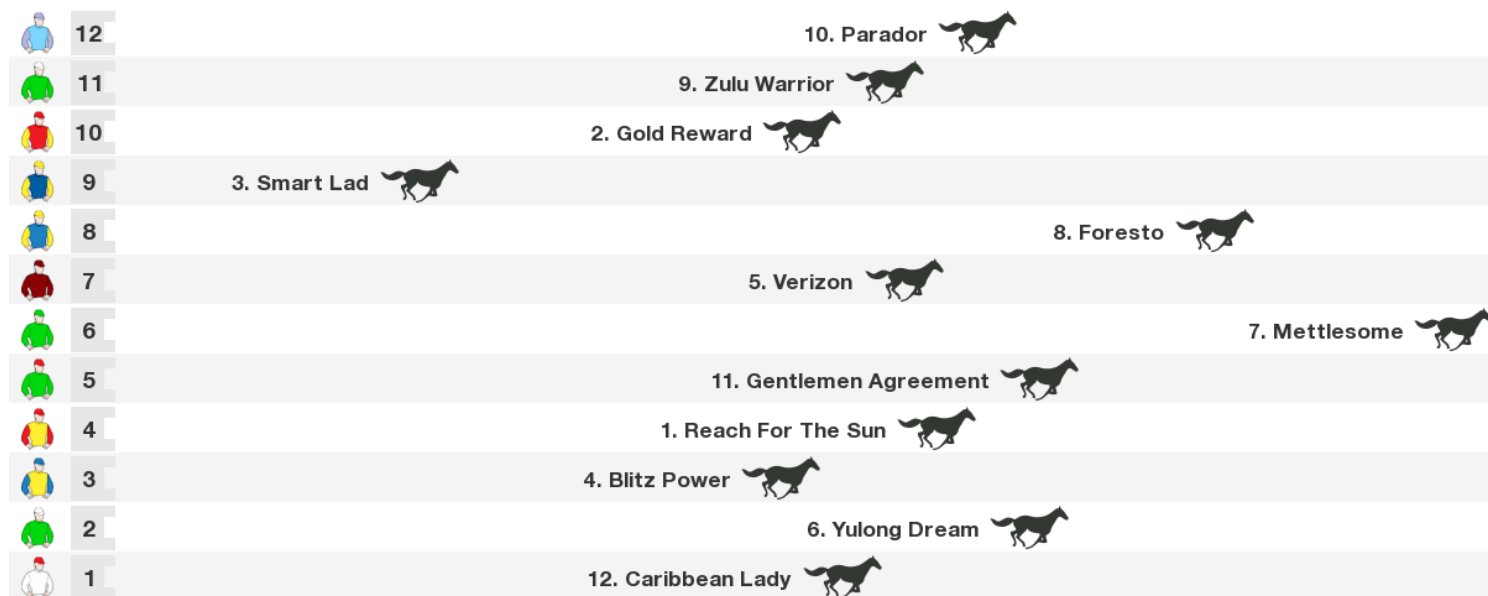 12 10. Parador
11 9. Zulu Warrior
10 2. Gold Reward
9 3. Smart Lad
8 8. Foresto
7 5. Verizon
6 7. Mettlesome
5 11. Gentlemen Agreement
4 1. Reach For The Sun
3 4. Blitz Power
2 6. Yulong Dream
1 12. Caribbean Lady